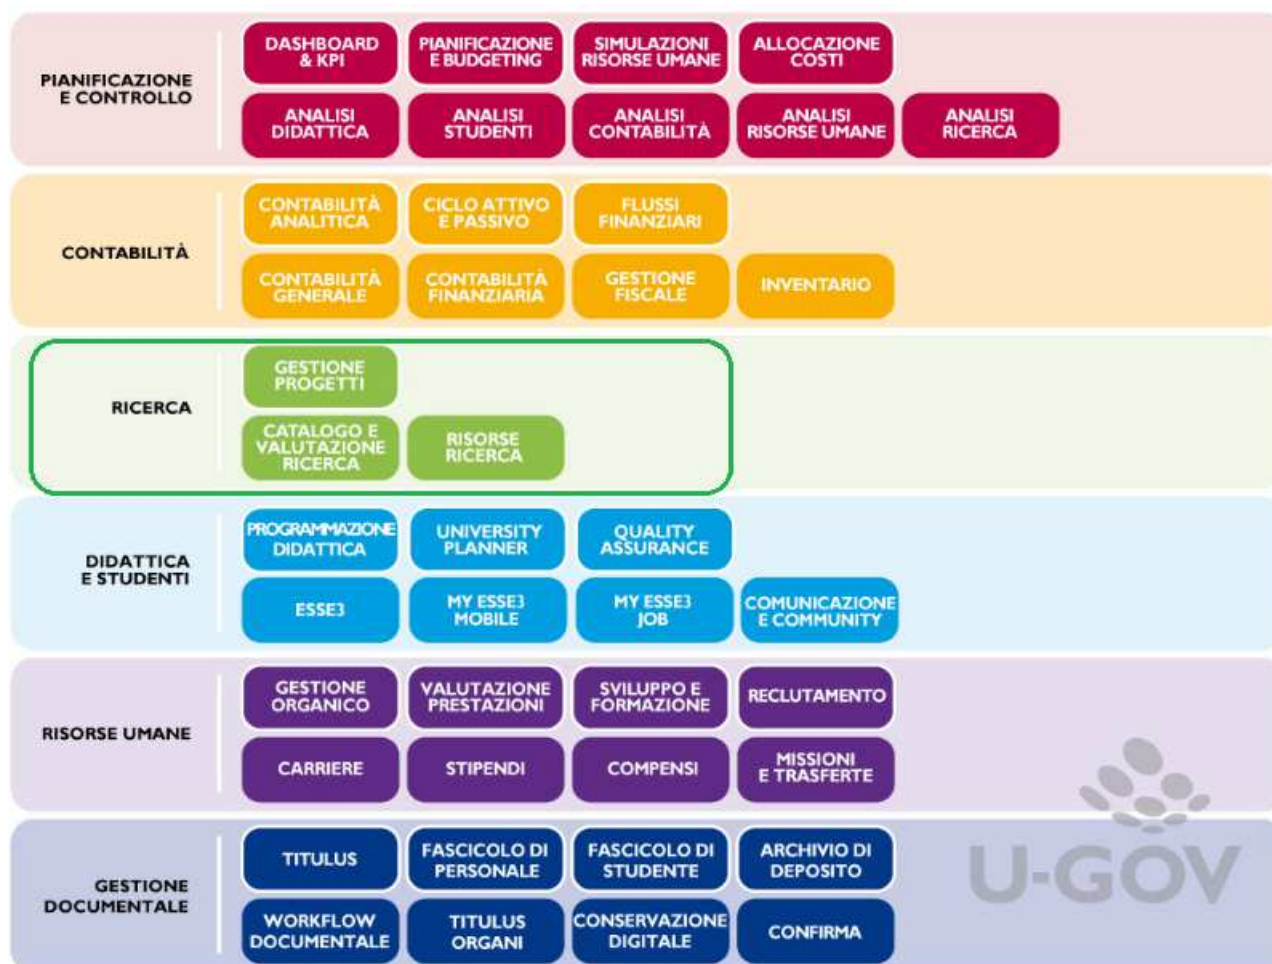 PIANIFICAZIONE
E CONTROLLO
DASHBOARD
& KPI
PIANIFICAZIONE
E BUDGETING
SIMULAZIONI
RISORSE UMANE
ALLOCAZIONE
COSTI
ANALISI
DIDATTICA
ANALISI
STUDENTI
ANALISI
CONTABILITÀ
ANALISI
RISORSE UMANE
ANALISI
RICERCA
CONTABILITÀ
CONTABILITÀ
ANALITICA
CICLO ATTIVO
E PASSIVO
FLUSSI
FINANZIARI
CONTABILITÀ
GENERALE
CONTABILITÀ
FINANZIARIA
GESTIONE
FISCALE
INVENTARIO
RICERCA
GESTIONE
PROGETTI
CATALOGO E
VALUTAZIONE
RICERCA
RISORSE
RICERCA
DIDATTICA
E STUDENTI
PROGRAMMAZIONE
DIDATTICA
UNIVERSITY
PLANNER
QUALITY
ASSURANCE
ESSE3
MY ESSE3
MOBILE
MY ESSE3
JOB
COMUNICAZIONE
E COMMUNITY
RISORSE UMANE
GESTIONE
ORGANICO
VALUTAZIONE
PRESTAZIONI
SVILUPPO E
FORMAZIONE
RECLUTAMENTO
CARRIERE
STIPENDI
COMPENSI
MISSIONI
E TRASFERTE
GESTIONE
DOCUMENTALE
TITULUS
FASCICOLO DI
PERSONALE
FASCICOLO DI
STUDENTE
ARCHIVIO DI
DEPOSITO
WORKFLOW
DOCUMENTALE
TITULUS
ORGANI
CONSERVAZIONE
DIGITALE
CONFIRMA
U-GOV